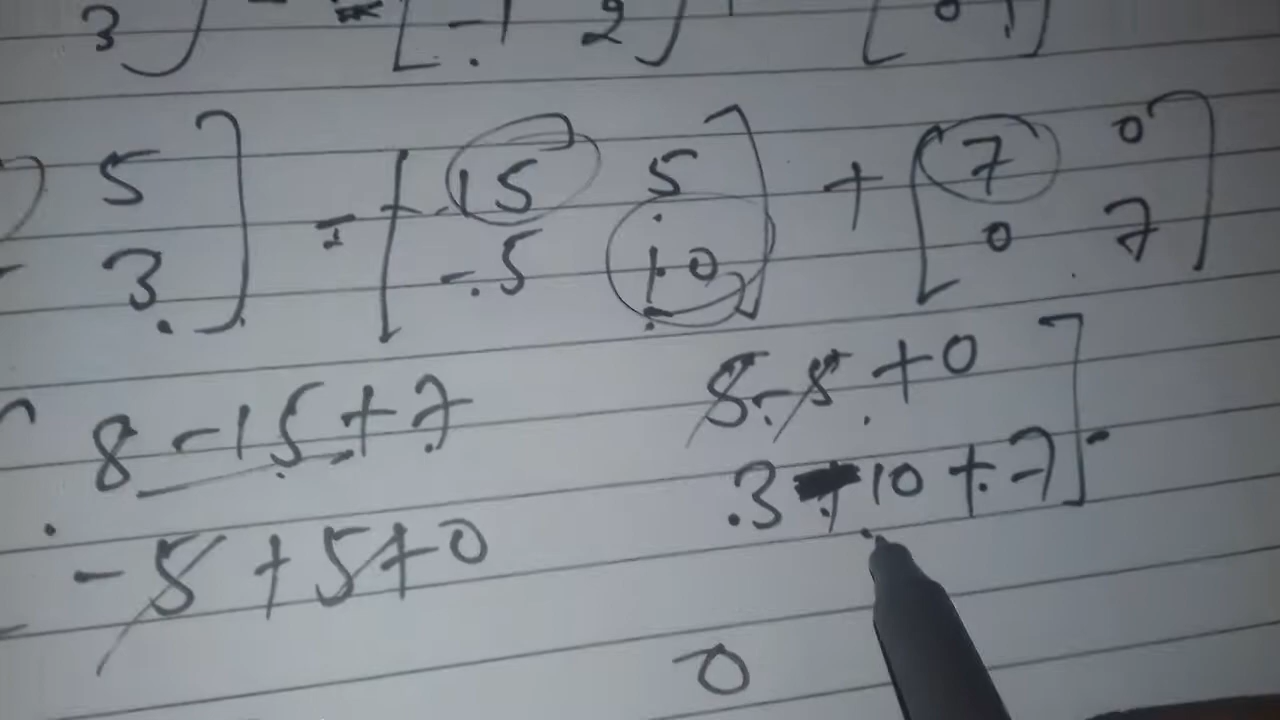 3 ] - [ -1 2 ] [ 0 1 ]
5 ] - [ 15 5 ] + [ 7 0 ]
3 ] [ -5 10 ] [ 0 7 ]
8 - 15 + 7 5 - 5 + 0 ]
-5 + 5 + 0 3 - 10 + 7 ]
0